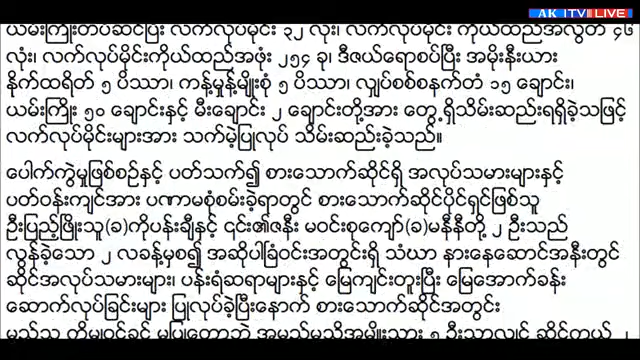 AK ITV LIVE
ယမ်းကြိုးတပ်ဆင်ပြီး လက်လုပ်မိုင်း ၃၂ လုံး၊ လက်လုပ်မိုင်း ကိုယ်ထည်အလွတ် ၄၆
လုံး၊ လက်လုပ်မိုင်းကိုယ်ထည်အဖုံး ၂၅၄ ခု၊ ဒီဇယ်ရောစပ်ပြီး အမိုးနီးယား
နိုက်ထရိတ် ၅ ပိဿာ၊ ကန့်မှုန့်မျိုးစုံ ၅ ပိဿာ၊ လျှပ်စစ်စနက်တံ ၁၅ ချောင်း၊
ယမ်းကြိုး ၅၀ ချောင်းနှင့် မီးချောင်း ၂ ချောင်းတို့အား တွေ့ရှိသိမ်းဆည်းရရှိခဲ့သဖြင့်
လက်လုပ်မိုင်းများအား သက်မဲ့ပြုလုပ် သိမ်းဆည်းခဲ့သည်။
ပေါက်ကွဲမှုဖြစ်စဉ်နှင့် ပတ်သက်၍ စားသောက်ဆိုင်ရှိ အလုပ်သမားများနှင့်
ပတ်ဝန်းကျင်အား ပဏာမစုံစမ်းခဲ့ရာတွင် စားသောက်ဆိုင်ပိုင်ရှင်ဖြစ်သူ
ဦးပြည့်ဖြိုးသူ(ခ)ကိုပန်းချီနှင့် ၎င်း၏ဇနီး မဝင်းစုကျော်(ခ)မနီနီတို့ ၂ ဦးသည်
လွန်ခဲ့သော ၂ လခန့်မှစ၍ အဆိုပါခြံဝင်းအတွင်းရှိ သံဃာ နားနေဆောင်အနီးတွင်
ဆိုင်အလုပ်သမားများ၊ ပန်းရံဆရာများနှင့် မြေကျင်းတူးပြီး မြေအောက်ခန်း
ဆောက်လုပ်ခြင်းများ ပြုလုပ်ခဲ့ပြီးနောက် စားသောက်ဆိုင်အတွင်း